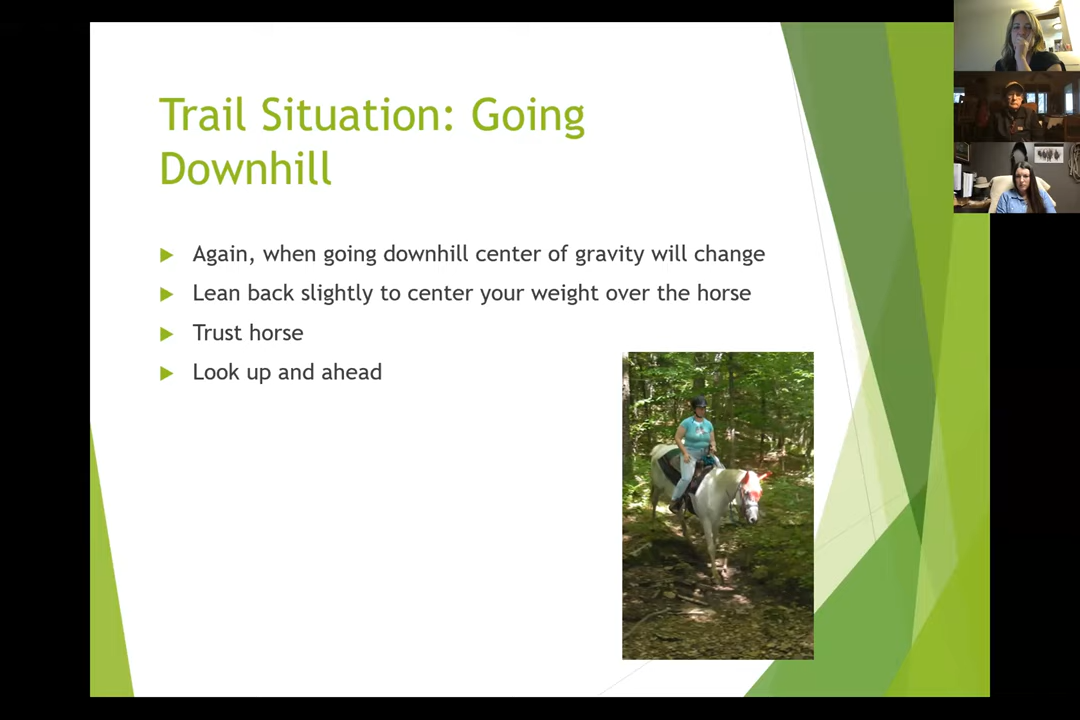 Trail Situation: Going
Downhill
Again, when going downhill center of gravity will change
Lean back slightly to center your weight over the horse
Trust horse
Look up and ahead